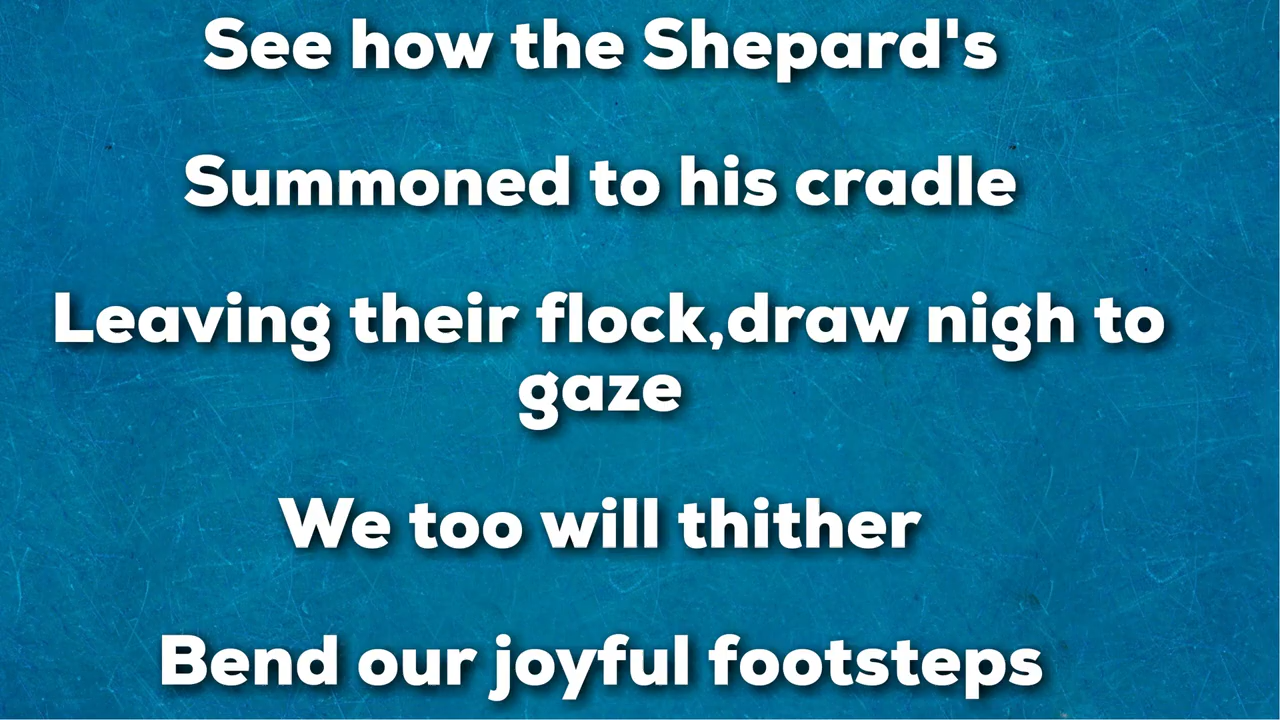 See how the Shepard's
Summoned to his cradle
Leaving their flock,draw nigh to
gaze
We too will thither
Bend our joyful footsteps